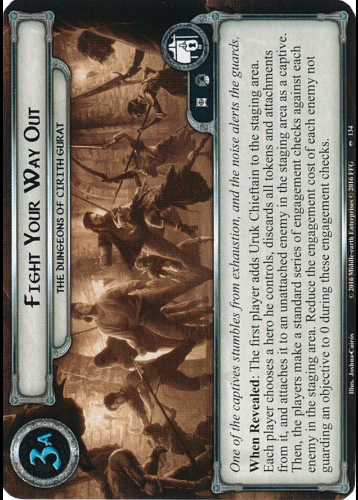 3A
Fight Your Way Out
The Dungeons of Cirith Gurat
One of the captives stumbles from exhaustion, and the noise alerts the guards.
When Revealed: The first player adds Uruk Chieftain to the staging area.
Each player chooses a hero he controls, discards all tokens and attachments
from it, and attaches it to an unattached enemy in the staging area as a captive.
Then, the players make a standard series of engagement checks against each
enemy in the staging area. Reduce the engagement cost of each enemy not
guarding an objective to 0 during these engagement checks.
Illus. Joshua Cairós
© 2016 Middle-earth Enterprises © 2016 FFG
134